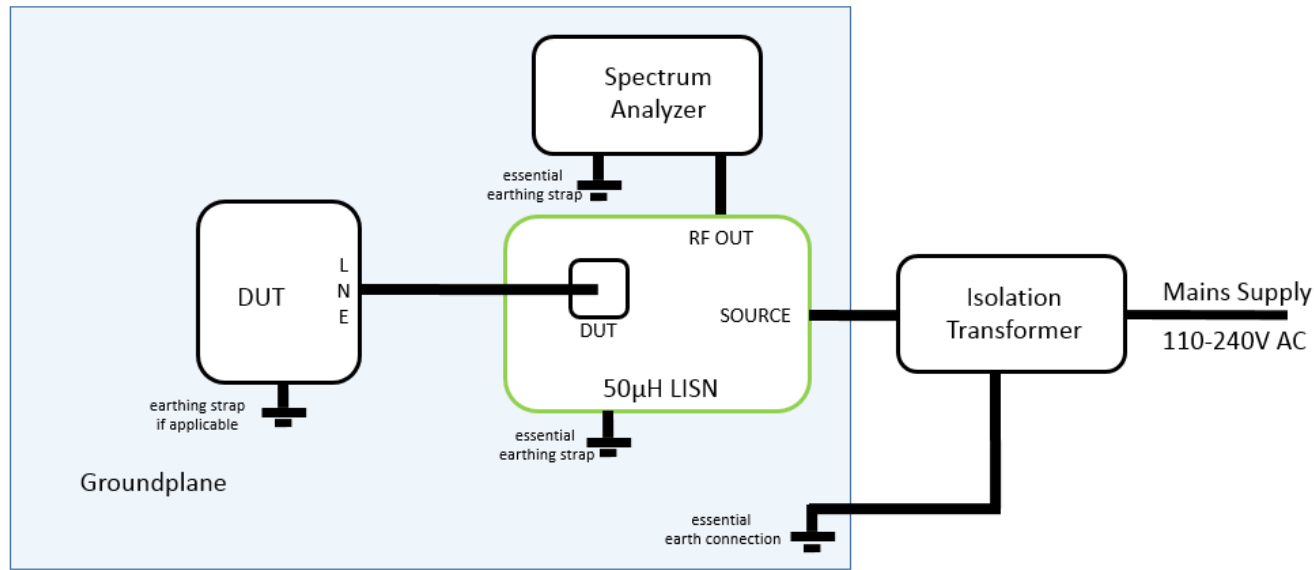 Spectrum
Analyzer
essential
earthing strap
RF OUT
L
N
E
DUT
DUT
SOURCE
50µH LISN
Isolation
Transformer
Mains Supply
110-240V AC
earthing strap
if applicable
essential
earthing strap
Groundplane
essential
earth connection